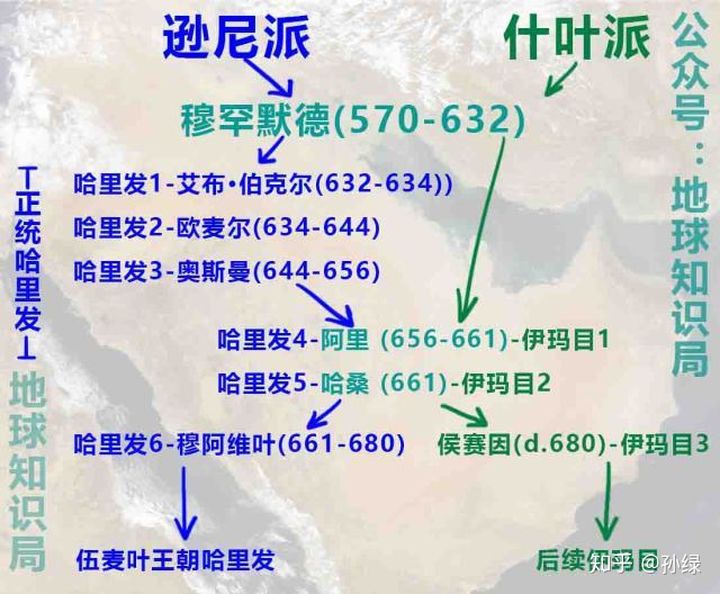 逊尼派
什叶派
穆罕默德(570-632)
哈里发1-艾布·伯克尔(632-634))
哈里发2-欧麦尔(634-644)
哈里发3-奥斯曼(644-656)
哈里发4-阿里 (656-661)-伊玛目1
哈里发5-哈桑 (661)-伊玛目2
哈里发6-穆阿维叶(661-680)
侯赛因(d.680)-伊玛目3
伍麦叶王朝哈里发
后续伊玛目
正统哈里发
地球知识局
公众号：地球知识局
知乎 @孙绿